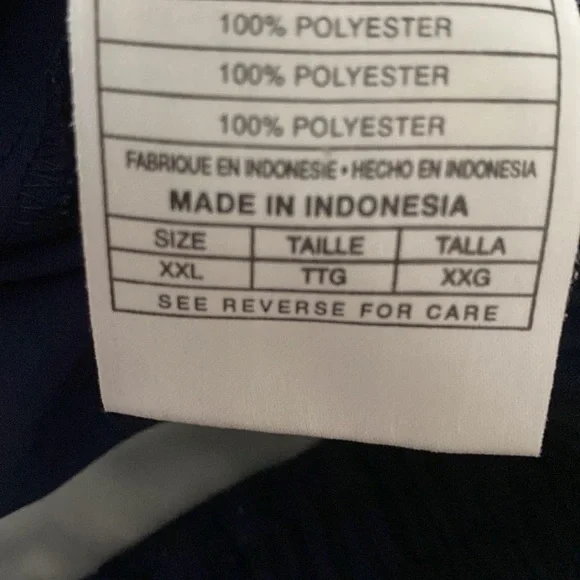 100% POLYESTER
100% POLYESTER
100% POLYESTER
FABRIQUE EN INDONESIE • HECHO EN INDONESIA
MADE IN INDONESIA
SIZE TAILLE TALLA
XXL TTG XXG
SEE REVERSE FOR CARE